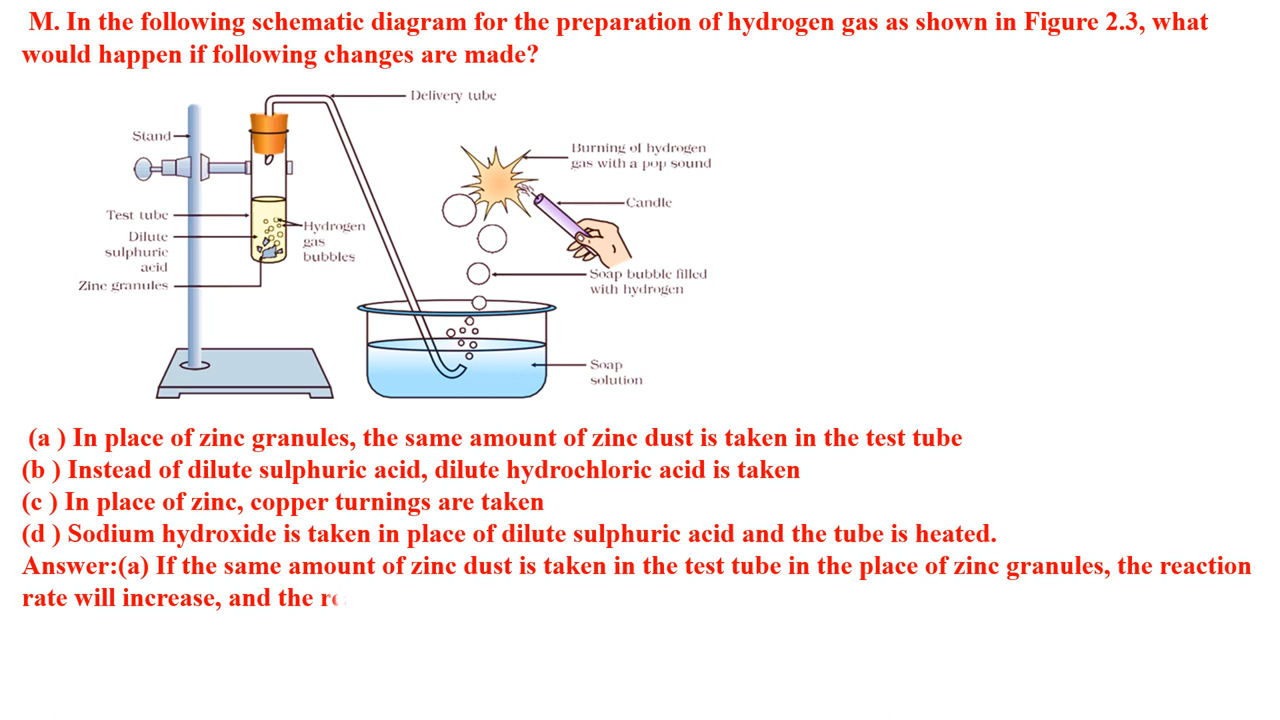 M. In the following schematic diagram for the preparation of hydrogen gas as shown in Figure 2.3, what
would happen if following changes are made?
Delivery tube
Stand
Burning of hydrogen
gas with a pop sound
Candle
Test tube
Hydrogen
gas
bubbles
Dilute
sulphuric
acid
Soap bubble filled
with hydrogen
Zinc granules
Soap
solution
(a ) In place of zinc granules, the same amount of zinc dust is taken in the test tube
(b ) Instead of dilute sulphuric acid, dilute hydrochloric acid is taken
(c ) In place of zinc, copper turnings are taken
(d ) Sodium hydroxide is taken in place of dilute sulphuric acid and the tube is heated.
Answer:(a) If the same amount of zinc dust is taken in the test tube in the place of zinc granules, the reaction
rate will increase, and the